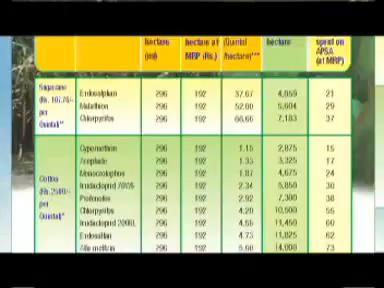 hectare (ml)
hectare at MRP (Rs.)
(Quintal /hectare)***
hectare
spent on APSA (at MRP)
Sugarcane (Rs. 107.76/- per Quintal)**
Endosulphan 296 192 37.67 4,059 21
Malathion 296 192 52.00 5,604 29
Chlorpyrifos 296 192 66.66 7,183 37
Cotton (Rs.2500/- per Quintal)*
Cypermethrin 296 192 1.15 2,875 15
Acephate 296 192 1.33 3,325 17
Monocrotophos 296 192 1.87 4,675 24
Imidacloprid 70WS 296 192 2.34 5,850 30
Profenofos 296 192 2.92 7,300 38
Chlorpyrifos 296 192 4.20 10,500 55
Imidacloprid 200SL 296 192 4.58 11,450 60
Endosulfan 296 192 4.73 11,825 62
Alfa methrin 296 192 5.60 14,000 73